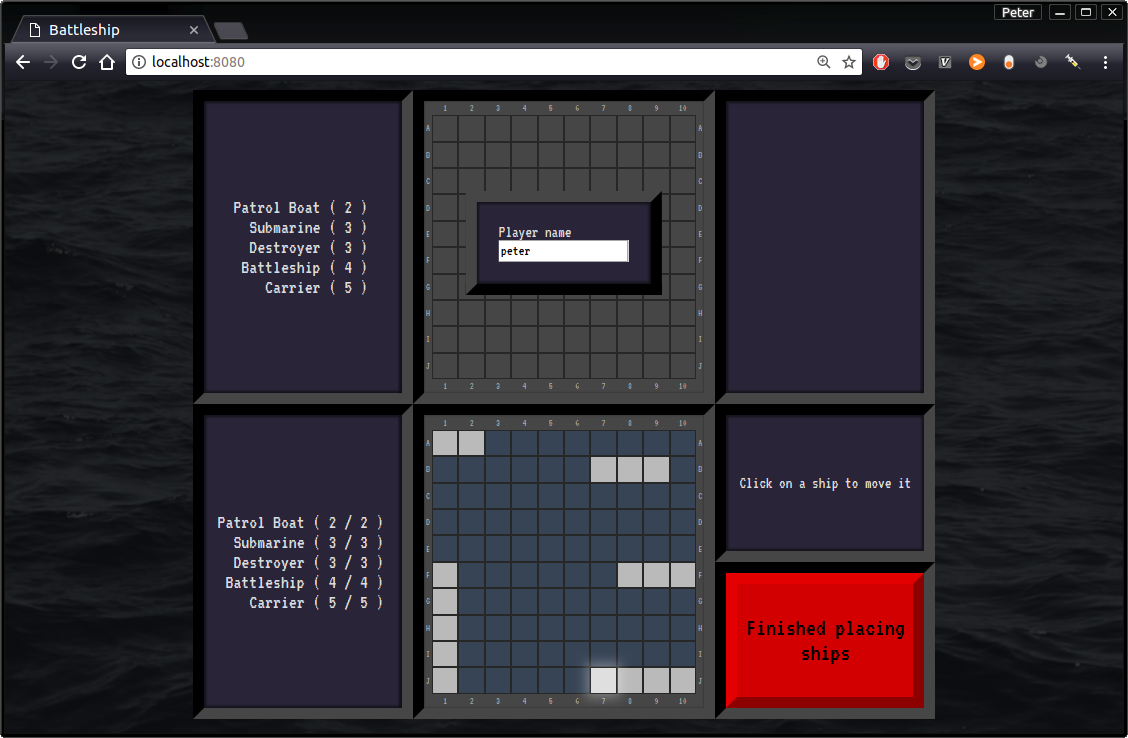 Peter
Battleship
localhost:8080
V
Patrol Boat ( 2 )
Submarine ( 3 )
Destroyer ( 3 )
Battleship ( 4 )
Carrier ( 5 )
1 2 3 4 5 6 7 8 9 10
A A
B B
C C
D D
E E
F F
G G
H H
I I
J J
1 2 3 4 5 6 7 8 9 10
Player name
peter
Patrol Boat ( 2 / 2 )
Submarine ( 3 / 3 )
Destroyer ( 3 / 3 )
Battleship ( 4 / 4 )
Carrier ( 5 / 5 )
1 2 3 4 5 6 7 8 9 10
A A
B B
C C
D D
E E
F F
G G
H H
I I
J J
1 2 3 4 5 6 7 8 9 10
Click on a ship to move it
Finished placing
ships